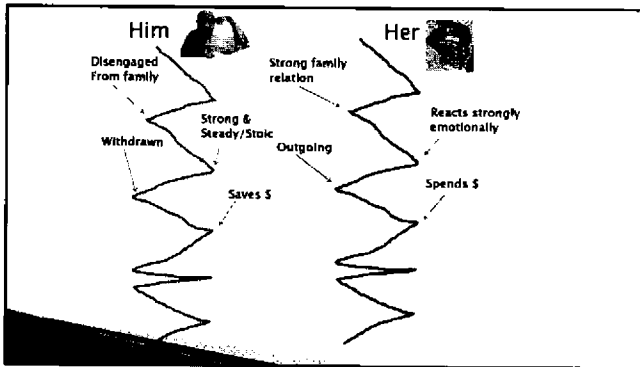 Him
Her
Disengaged
From family
Strong family
relation
Strong &
Steady/Stoic
Reacts strongly
emotionally
Withdrawn
Outgoing
Saves $
Spends $